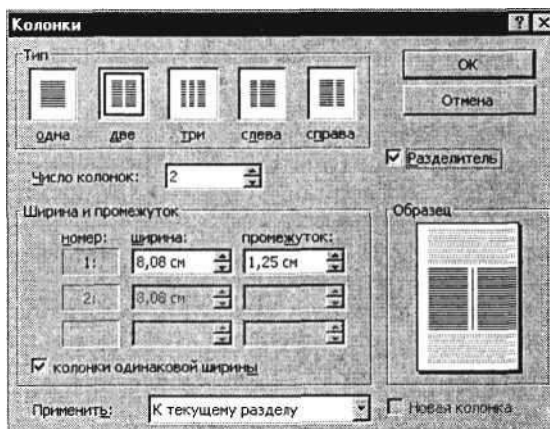 Колонки
Тип
одна две три слева справа
ОК
Отмена
Число колонок: 2
Разделитель
Ширина и промежуток
номер: ширина: промежуток:
1: 8,08 см 1,25 см
2: 8,08 см
колонки одинаковой ширины
Образец
Применить: К текущему разделу
Новая колонка